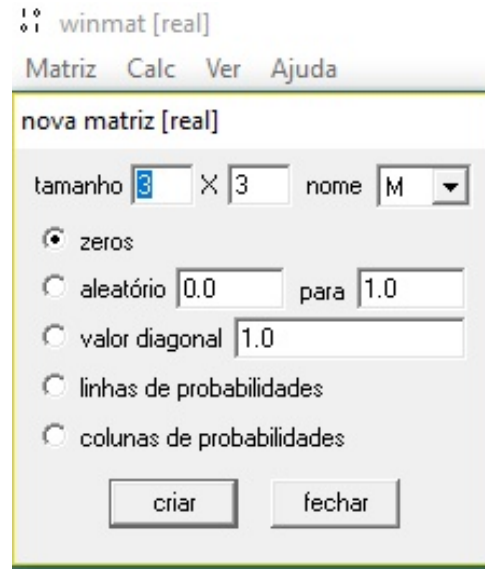 winmat [real]
Matriz Calc Ver Ajuda
nova matriz [real]
tamanho 3 X 3 nome M
zeros
aleatório 0.0 para 1.0
valor diagonal 1.0
linhas de probabilidades
colunas de probabilidades
criar fechar